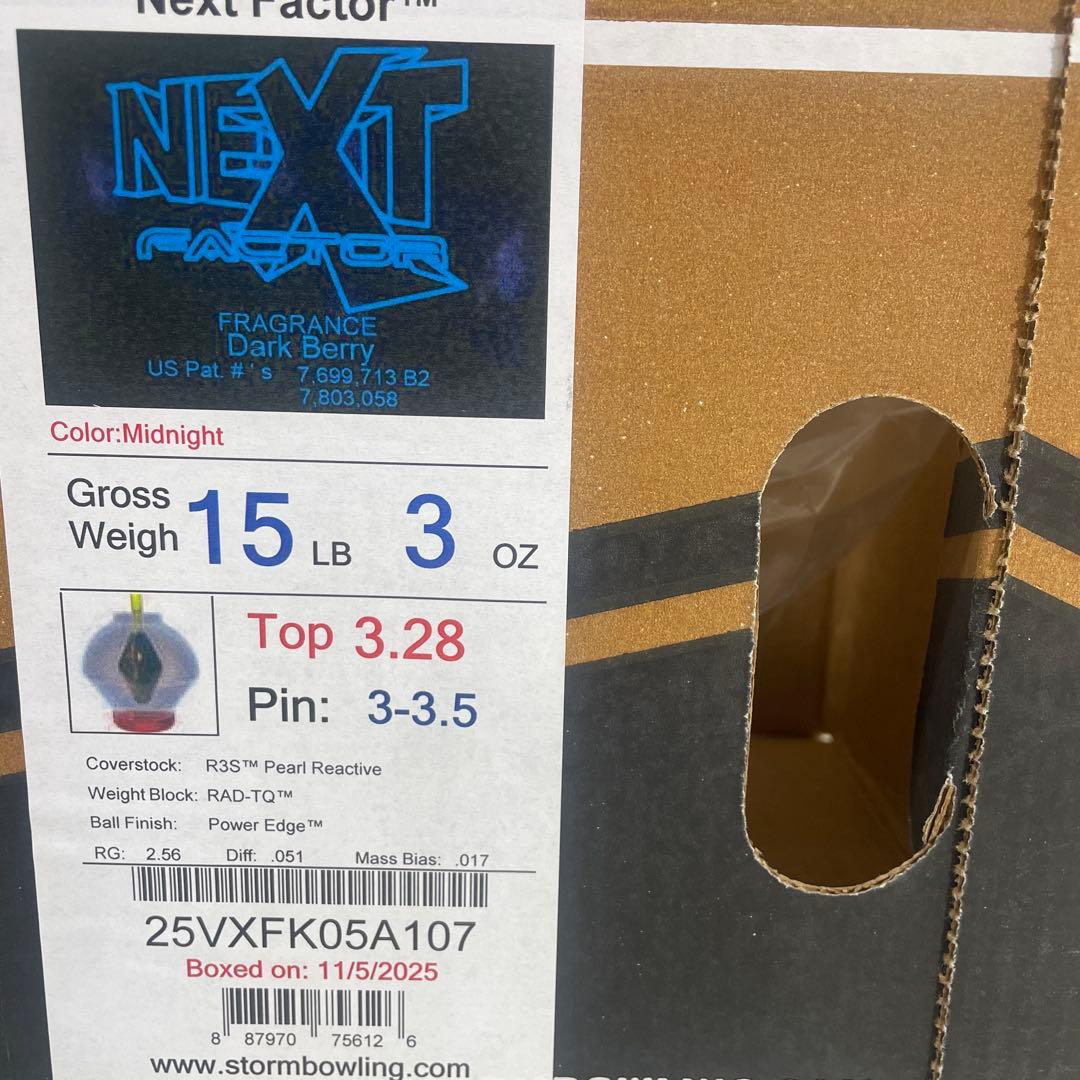 Next Factor™
NEXT
FACTOR
FRAGRANCE
Dark Berry
US Pat. #'s 7,699,713 B2
7,803,058
Color:Midnight
Gross
Weigh 15 LB 3 OZ
Top 3.28
Pin: 3-3.5
Coverstock: R3S™ Pearl Reactive
Weight Block: RAD-TQ™
Ball Finish: Power Edge™
RG: 2.56 Diff: .051 Mass Bias: .017
25VXFK05A107
Boxed on: 11/5/2025
8 87970 75612 6
www.stormbowling.com